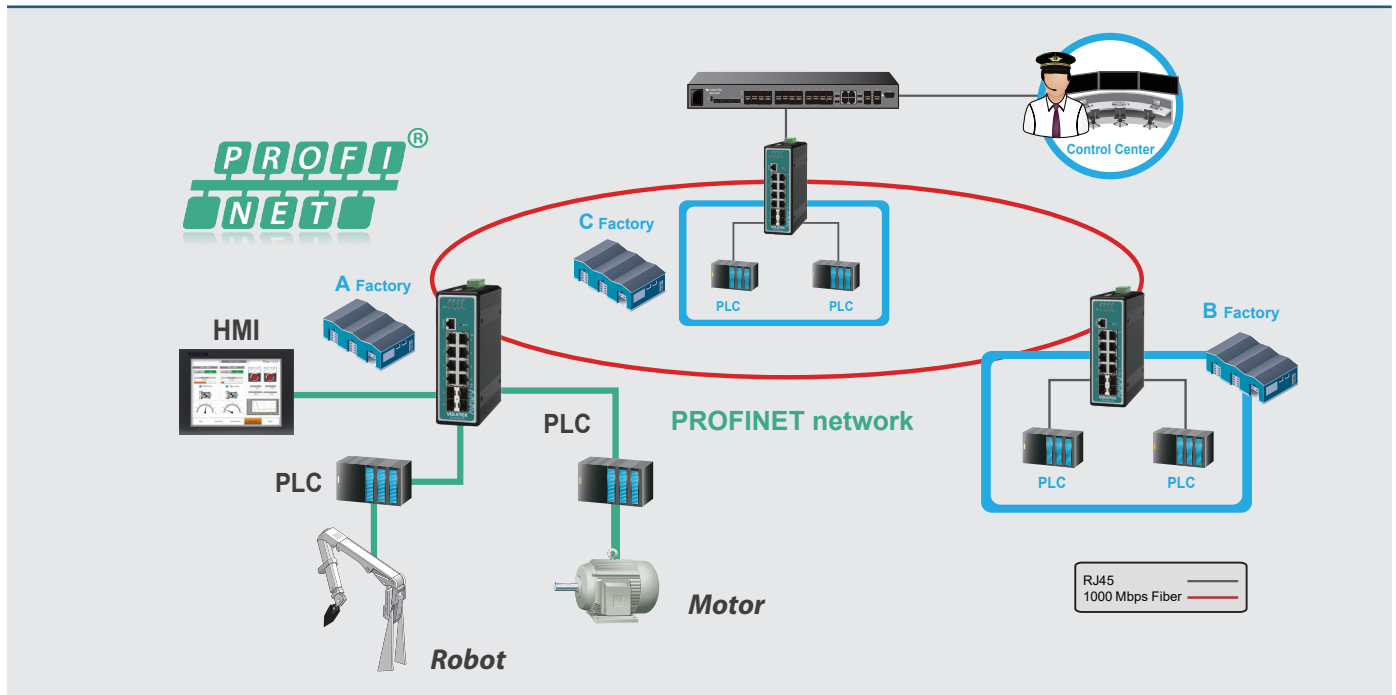 PROFI®
NET
Control Center
C Factory
PLC
PLC
A Factory
HMI
B Factory
VOLKTEK
PLC
PROFINET network
PLC
PLC
PLC
Motor
Robot
RJ45
1000 Mbps Fiber